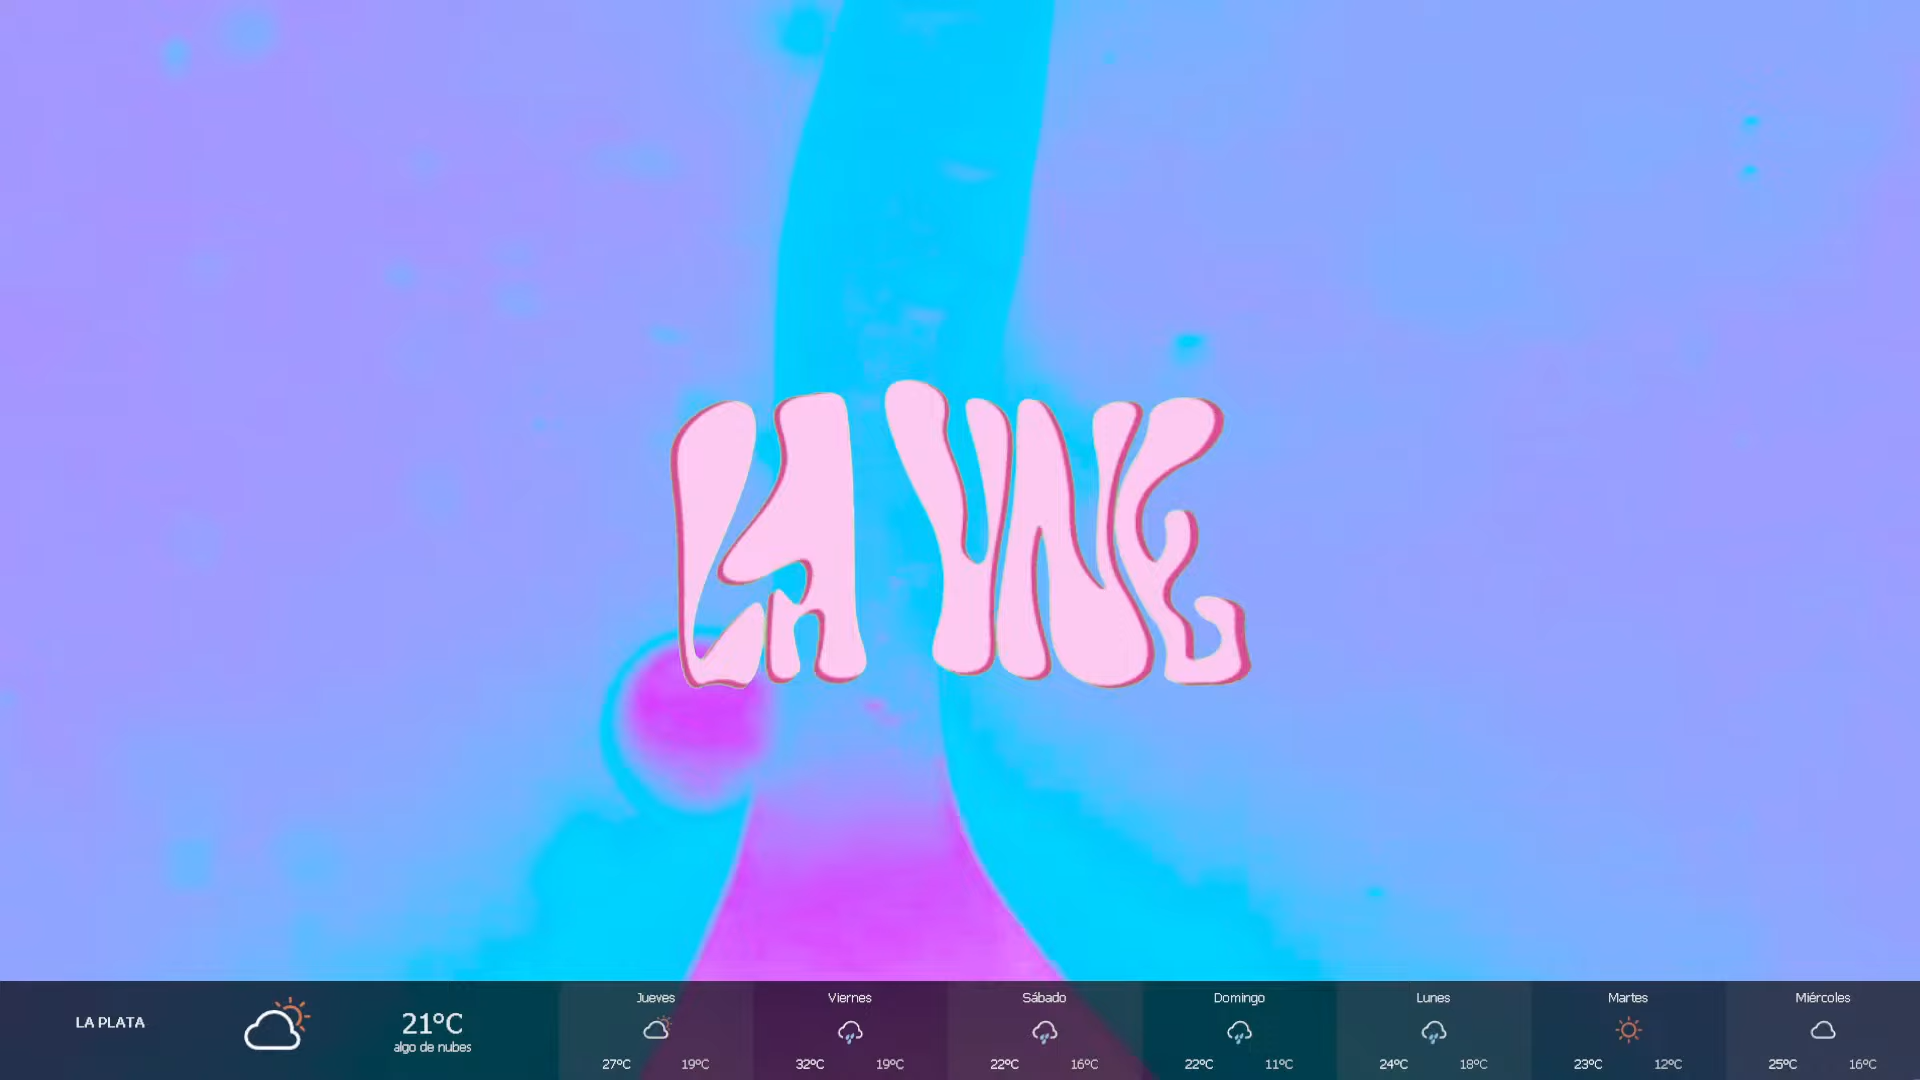 LA UNE
LA PLATA
21°C
algo de nubes
Jueves
27°C 19°C
Viernes
32°C 19°C
Sábado
22°C 16°C
Domingo
22°C 11°C
Lunes
24°C 18°C
Martes
23°C 12°C
Miércoles
25°C 16°C